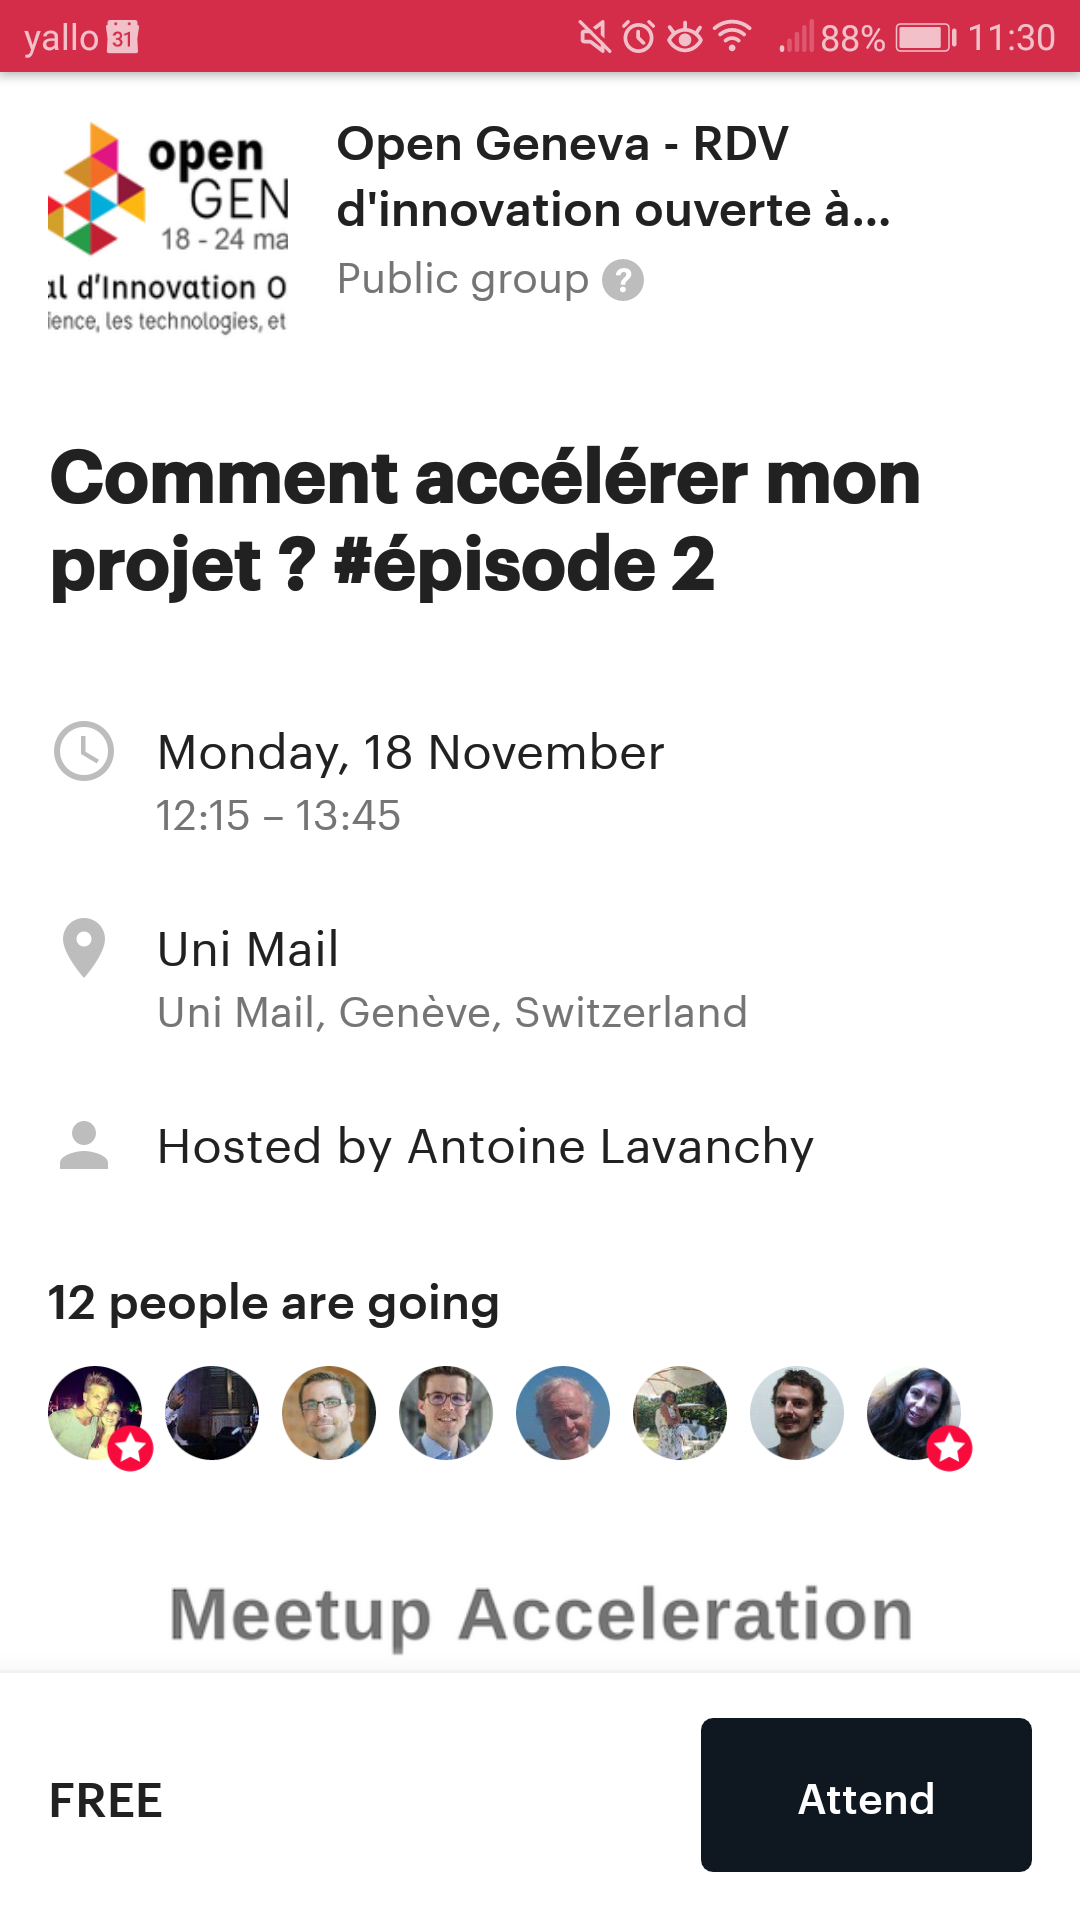 yallo 31 88% 11:30
open
GEN
18 - 24 ma
al d'Innovation O
ience, les technologies, et
Open Geneva - RDV
d'innovation ouverte à...
Public group ?
Comment accélérer mon
projet ? #épisode 2
Monday, 18 November
12:15 – 13:45
Uni Mail
Uni Mail, Genève, Switzerland
Hosted by Antoine Lavanchy
12 people are going
Meetup Acceleration
FREE
Attend